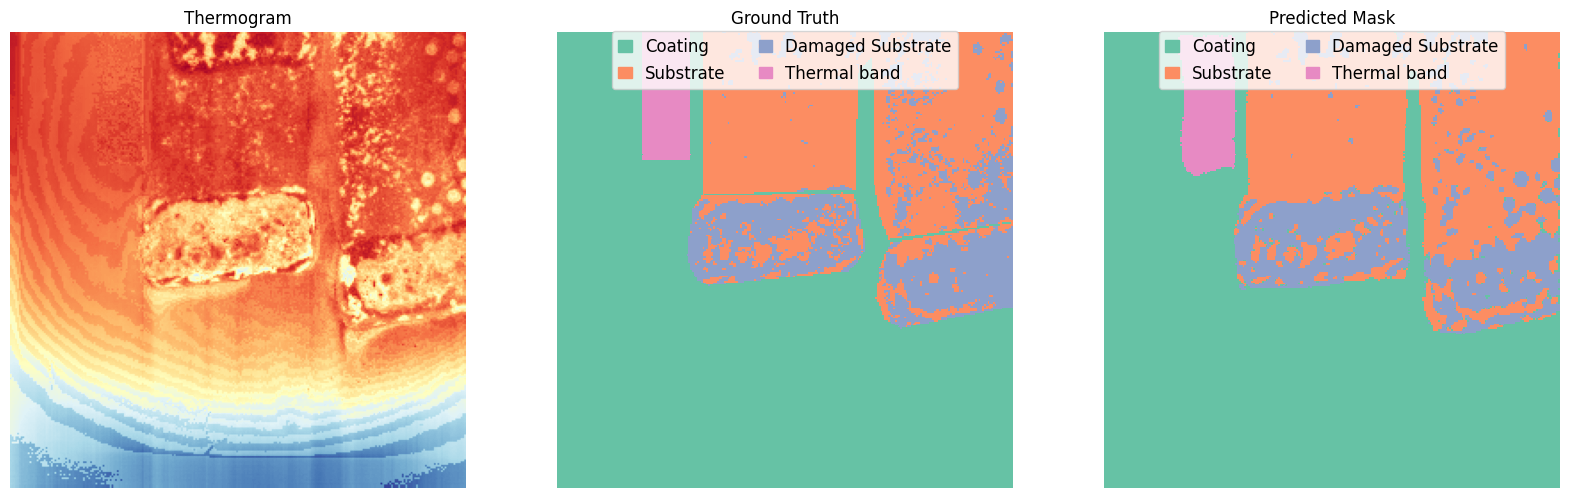 Thermogram
Ground Truth
Coating
Substrate
Damaged Substrate
Thermal band
Predicted Mask
Coating
Substrate
Damaged Substrate
Thermal band